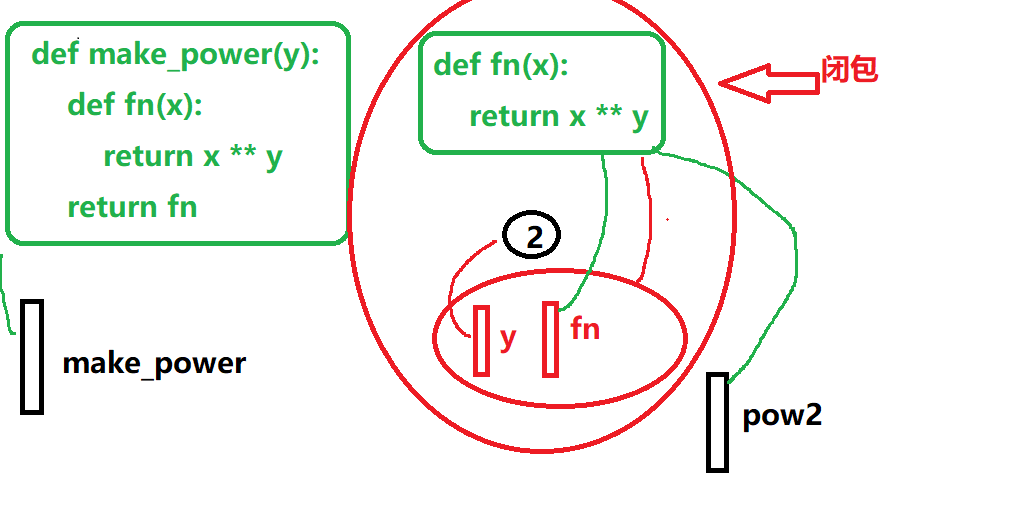 def make_power(y):
def fn(x):
return x ** y
return fn
make_power
def fn(x):
return x ** y
闭包
2
y
fn
pow2